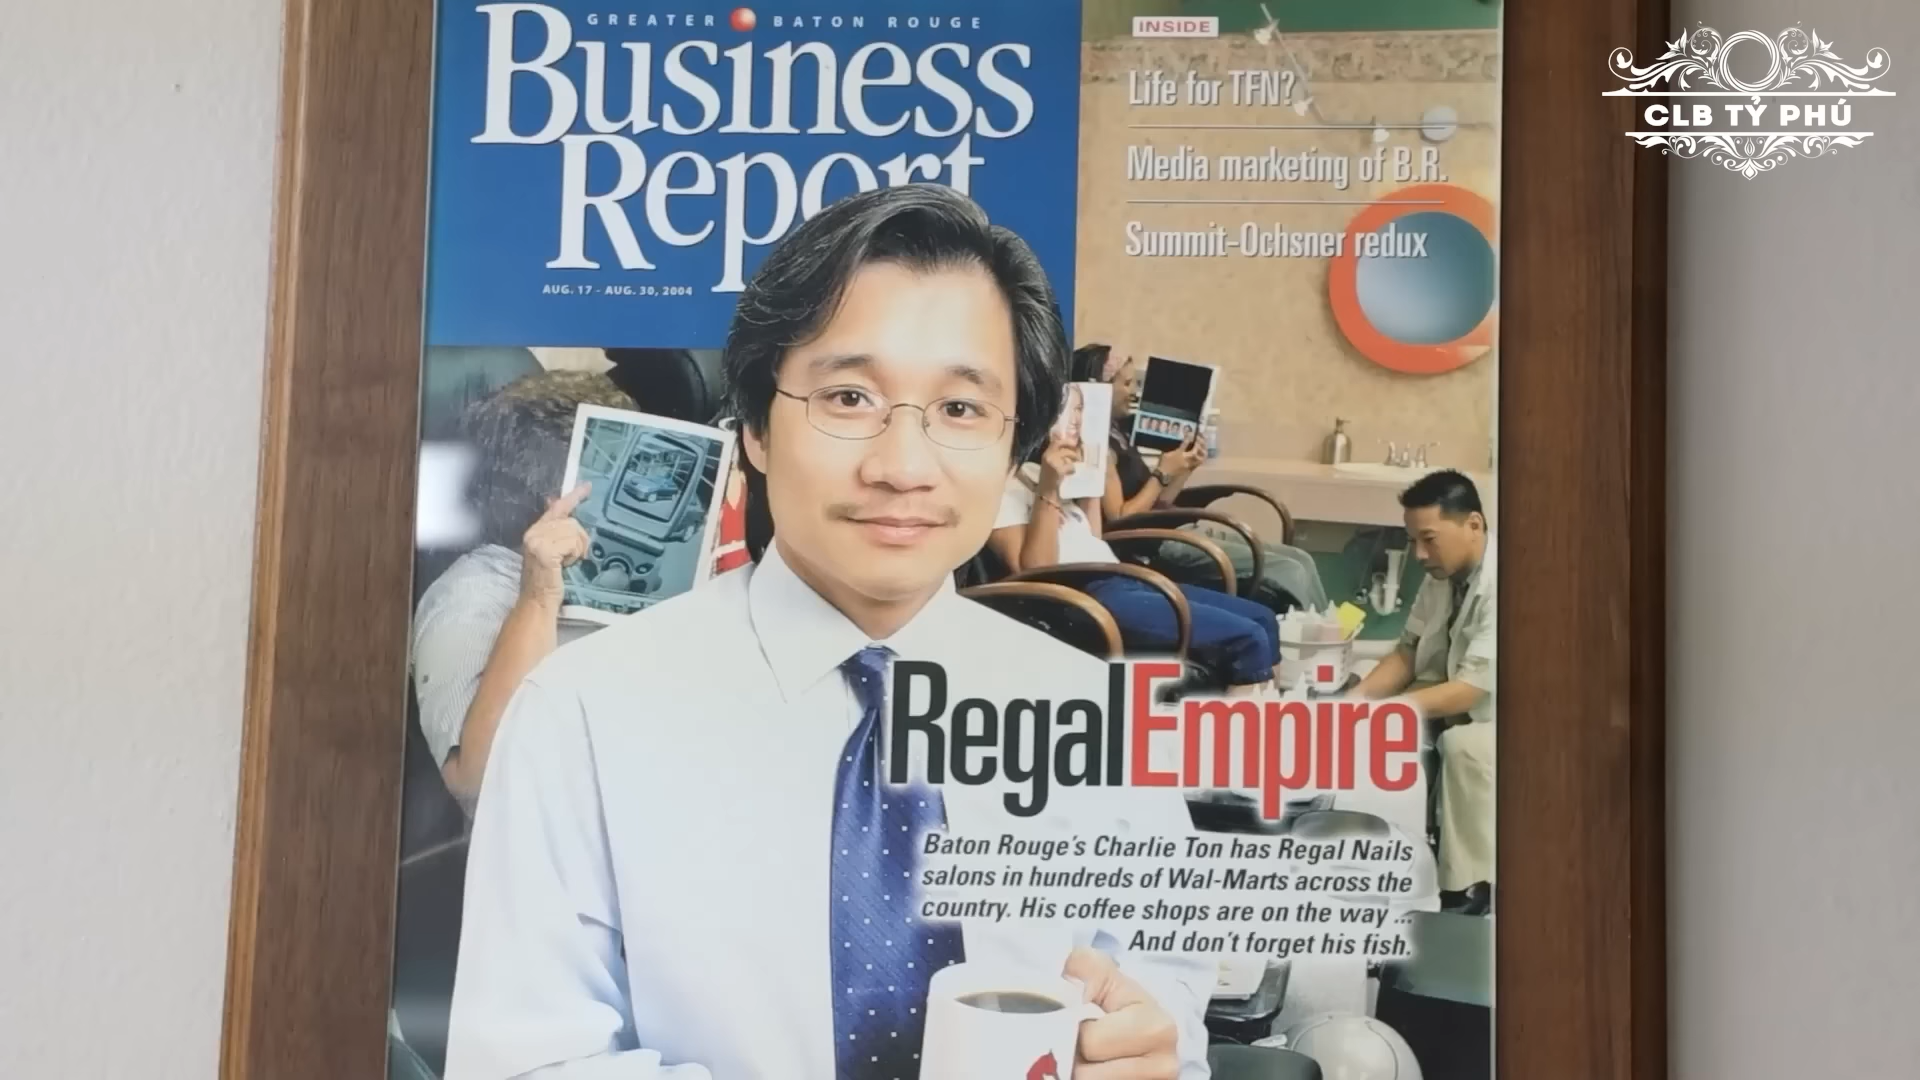 GREATER BATON ROUGE
Business
Report
AUG. 17 - AUG. 30, 2004
INSIDE
Life for TFN?
Media marketing of B.R.
Summit-Ochsner redux
CLB TỶ PHÚ
RegalEmpire
Baton Rouge's Charlie Ton has Regal Nails
salons in hundreds of Wal-Marts across the
country. His coffee shops are on the way ...
And don't forget his fish.